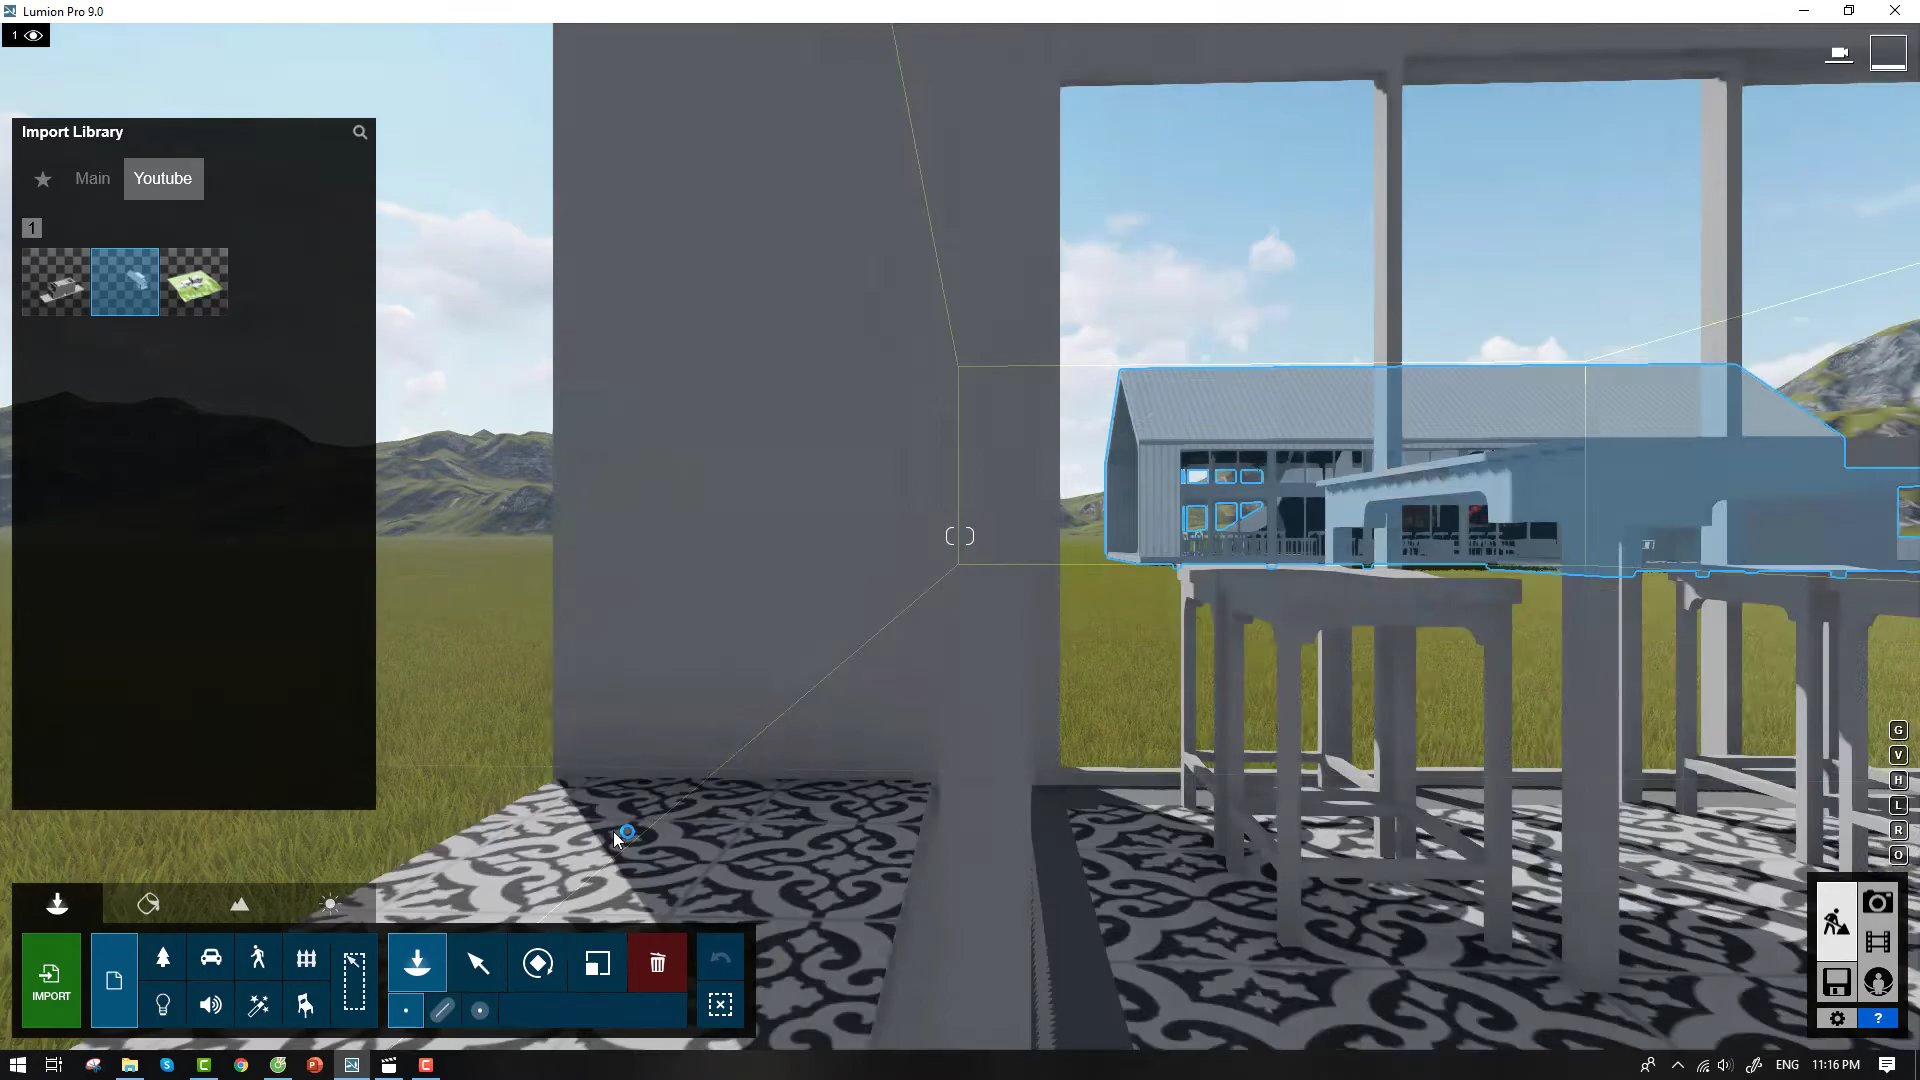 Lumion Pro 9.0
1
Import Library
Main
Youtube
1
G
V
H
L
R
O
IMPORT
?
ENG
11:16 PM